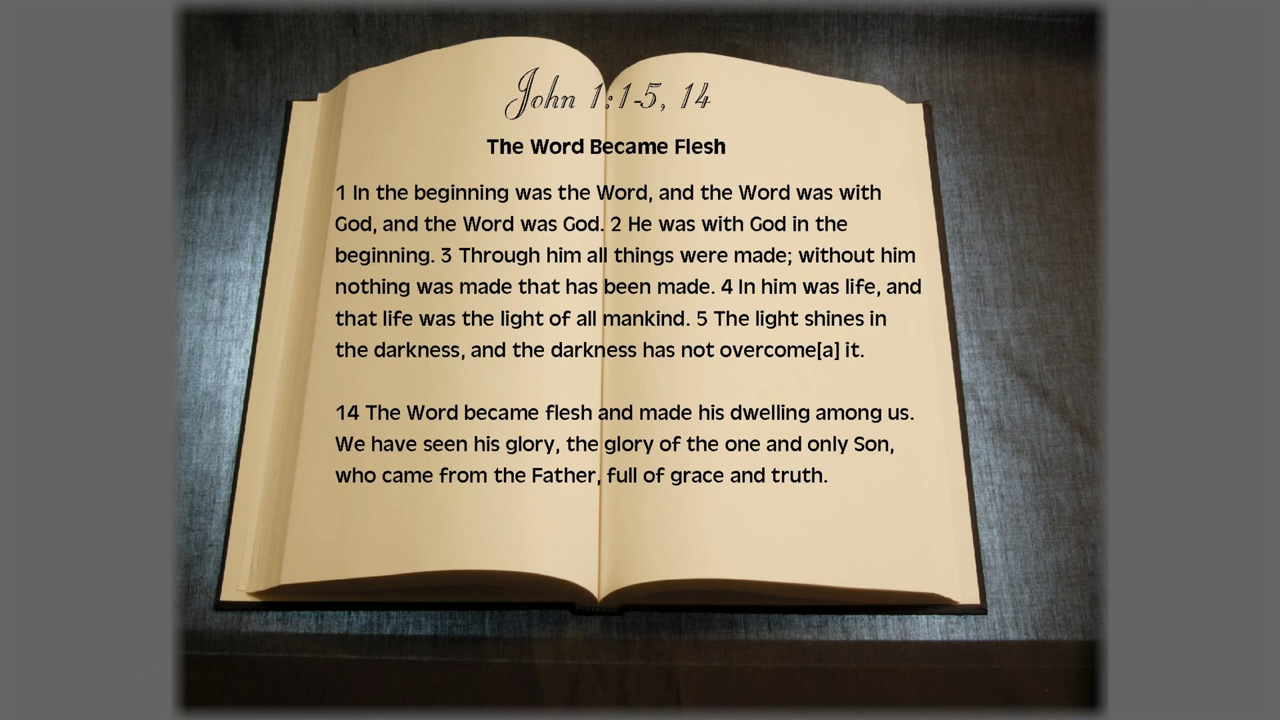 John 1:1-5, 14
The Word Became Flesh
1 In the beginning was the Word, and the Word was with
God, and the Word was God. 2 He was with God in the
beginning. 3 Through him all things were made; without him
nothing was made that has been made. 4 In him was life, and
that life was the light of all mankind. 5 The light shines in
the darkness, and the darkness has not overcome[a] it.
14 The Word became flesh and made his dwelling among us.
We have seen his glory, the glory of the one and only Son,
who came from the Father, full of grace and truth.